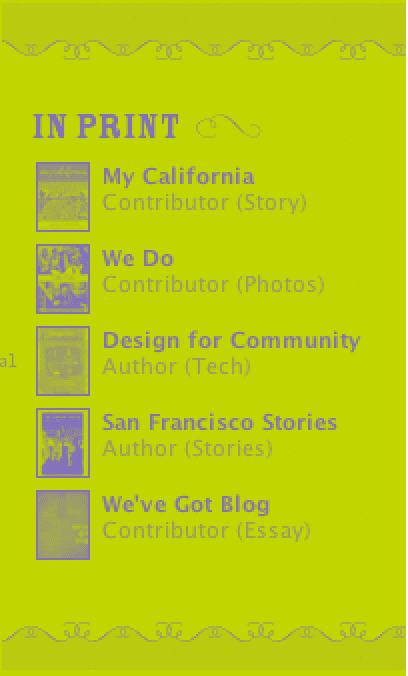 IN PRINT
My California
Contributor (Story)
We Do
Contributor (Photos)
al
Design for Community
Author (Tech)
San Francisco Stories
Author (Stories)
We've Got Blog
Contributor (Essay)